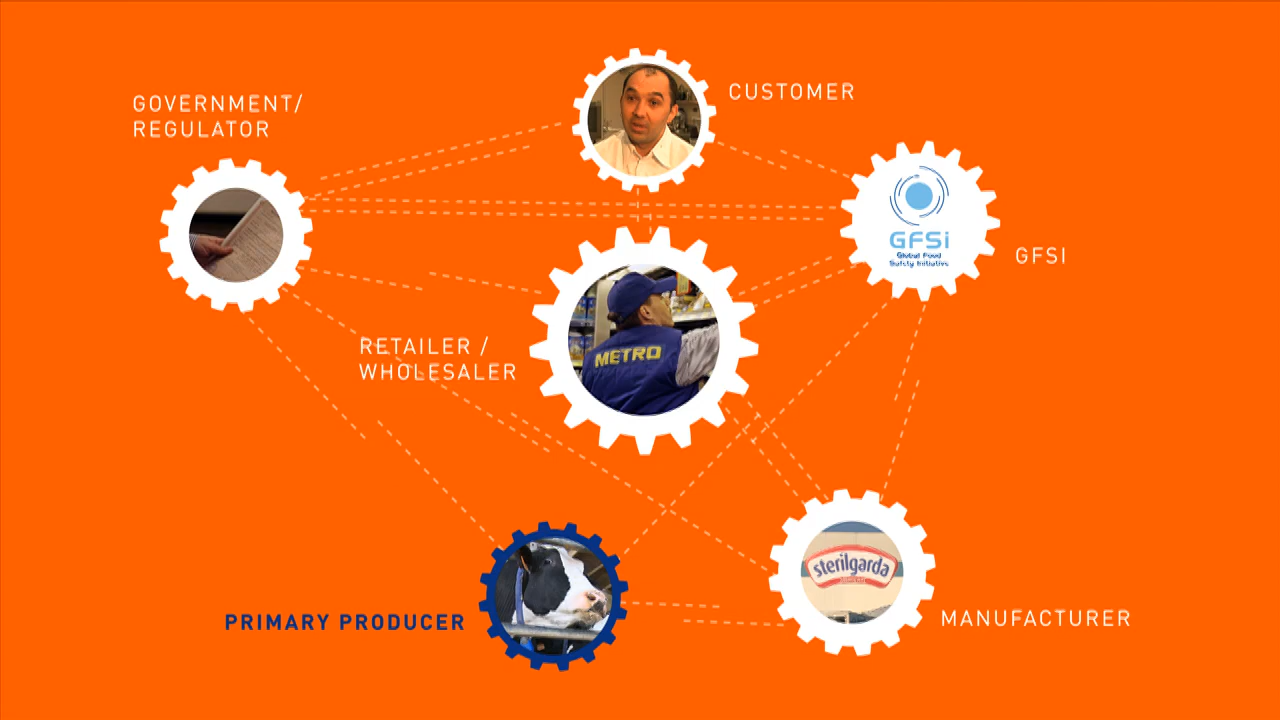 CUSTOMER
GOVERNMENT/
REGULATOR
GFSi
Global Food
Safety Initiative
GFSI
RETAILER /
WHOLESALER
METRO
sterilgarda
PRIMARY PRODUCER
MANUFACTURER